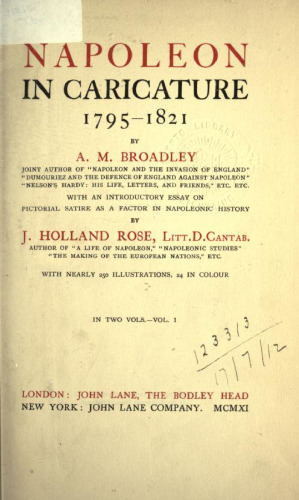 NAPOLEON
IN CARICATURE
1795–1821
BY
A. M. BROADLEY
JOINT AUTHOR OF "NAPOLEON AND THE INVASION OF ENGLAND"
"DUMOURIEZ AND THE DEFENCE OF ENGLAND AGAINST NAPOLEON"
"NELSON'S HARDY: HIS LIFE, LETTERS, AND FRIENDS," ETC. ETC.
WITH AN INTRODUCTORY ESSAY ON
PICTORIAL SATIRE AS A FACTOR IN NAPOLEONIC HISTORY
BY
J. HOLLAND ROSE, LITT.D.CANTAB.
AUTHOR OF "A LIFE OF NAPOLEON," "NAPOLEONIC STUDIES"
"THE MAKING OF THE EUROPEAN NATIONS," ETC.
WITH NEARLY 250 ILLUSTRATIONS, 24 IN COLOUR
IN TWO VOLS.—VOL. I
123313
17/7/12
LONDON: JOHN LANE, THE BODLEY HEAD
NEW YORK: JOHN LANE COMPANY. MCMXI